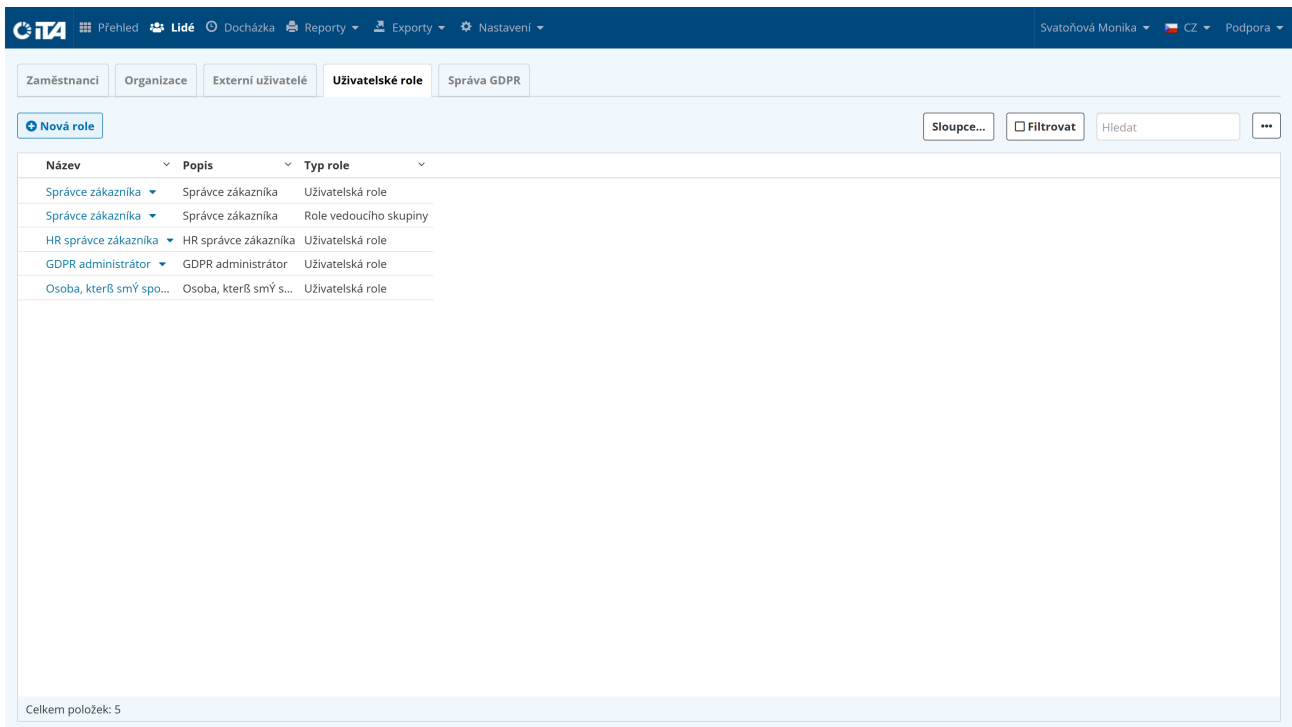 iTA Přehled Lidé Docházka Reporty Exporty Nastavení Svatoňová Monika CZ Podpora
Zaměstnanci Organizace Externí uživatelé Uživatelské role Správa GDPR
Nová role Sloupce... Filtrovat Hledat
Název Popis Typ role
Správce zákazníka Správce zákazníka Uživatelská role
Správce zákazníka Správce zákazníka Role vedoucího skupiny
HR správce zákazníka HR správce zákazníka Uživatelská role
GDPR administrátor GDPR administrátor Uživatelská role
Osoba, kterß smÝ spo... Osoba, kterß smÝ s... Uživatelská role
Celkem položek: 5